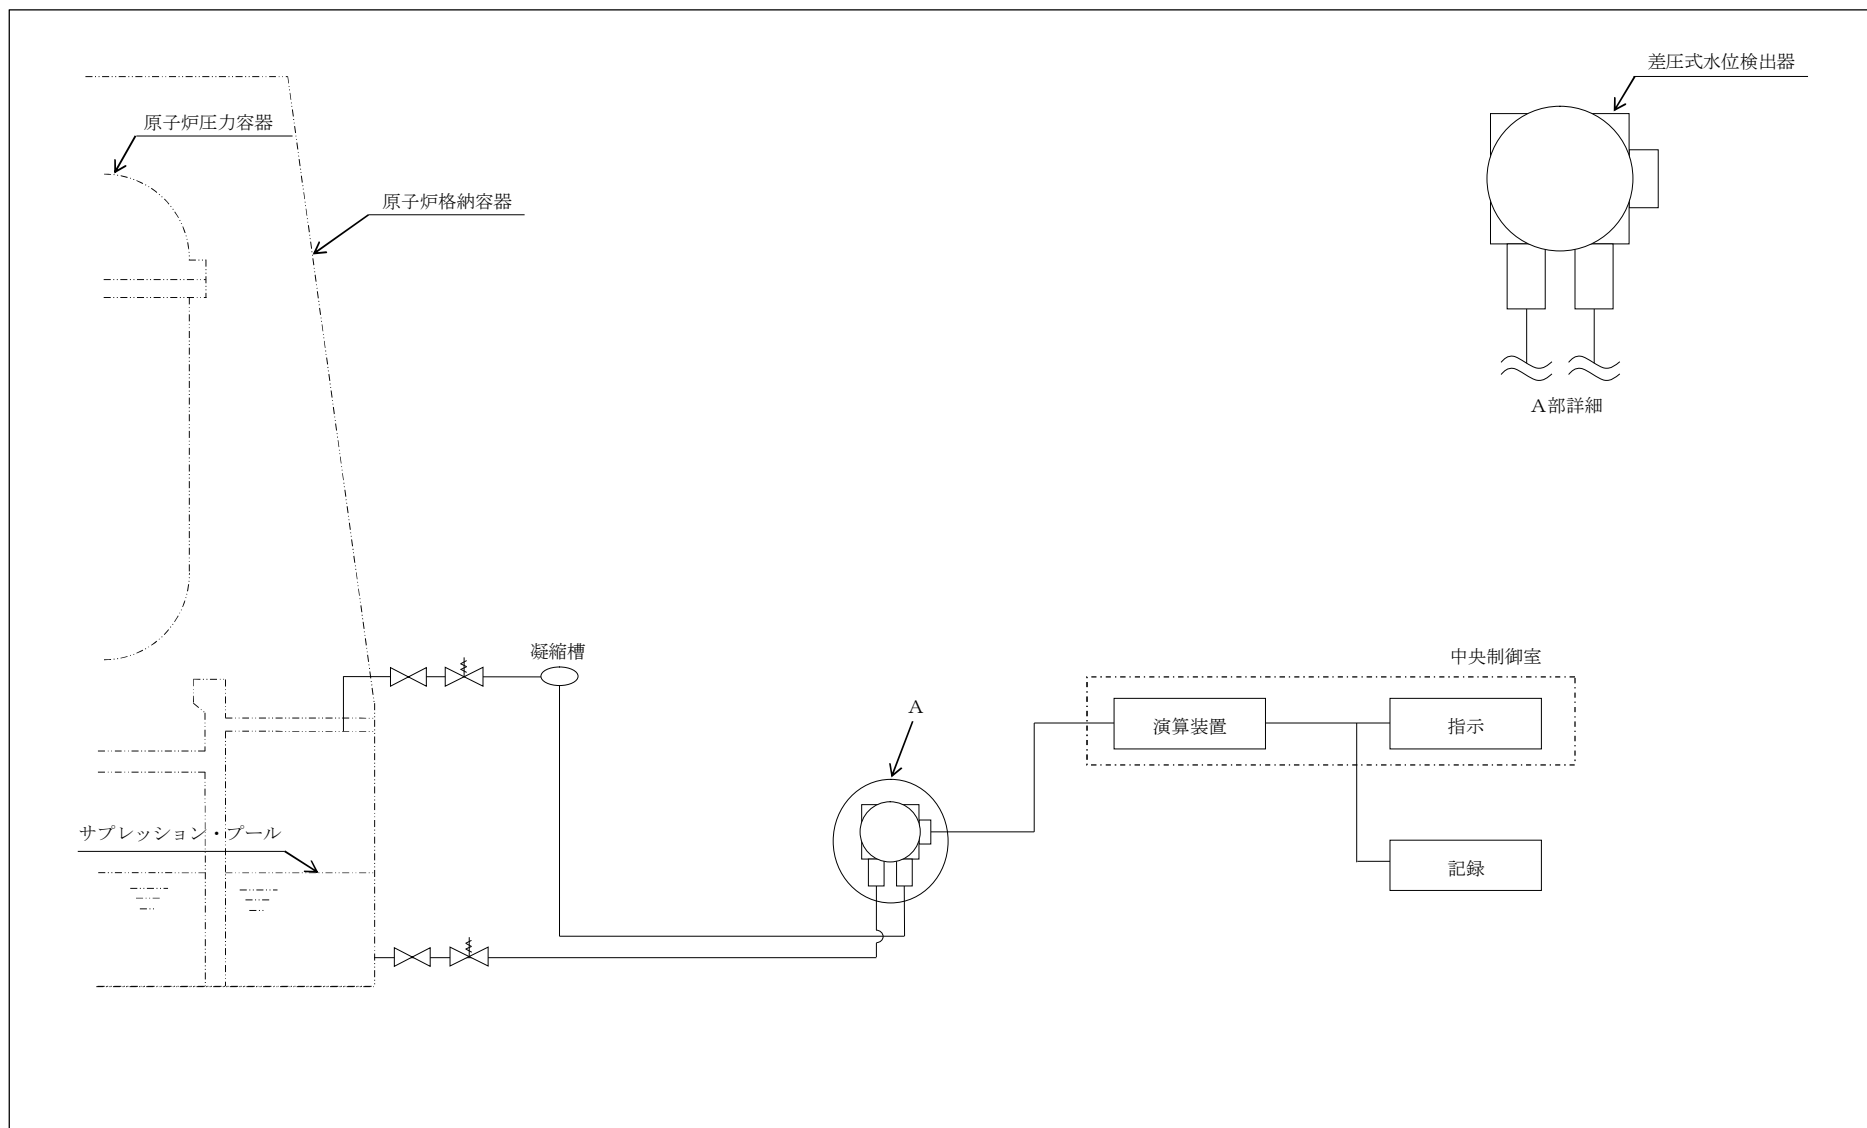 差圧式水位検出器
原子炉圧力容器
原子炉格納容器
A部詳細
凝縮槽
中央制御室
A
演算装置
指示
サプレッション・プール
記録